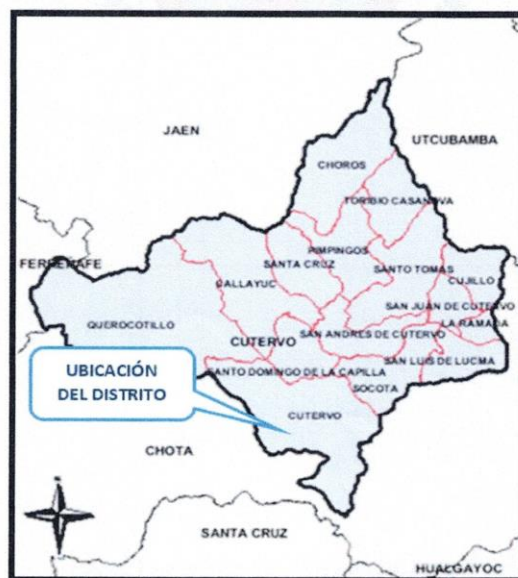 JAEN
UTCUBAMBA
CHOROS
TORIBIO CASANOVA
PIMPINGOS
FERREÑAFE
SANTA CRUZ
SANTO TOMAS
CUJILLO
CALLAYUC
SAN JUAN DE CUTERVO
QUEROCOTILLO
LA RAMADA
CUTERVO
SAN ANDRES DE CUTERVO
SAN LUIS DE LUCMA
UBICACIÓN
DEL DISTRITO
SANTO DOMINGO DE LA CAPILLA
SOCOTA
CUTERVO
CHOTA
SANTA CRUZ
HUALGAYOC